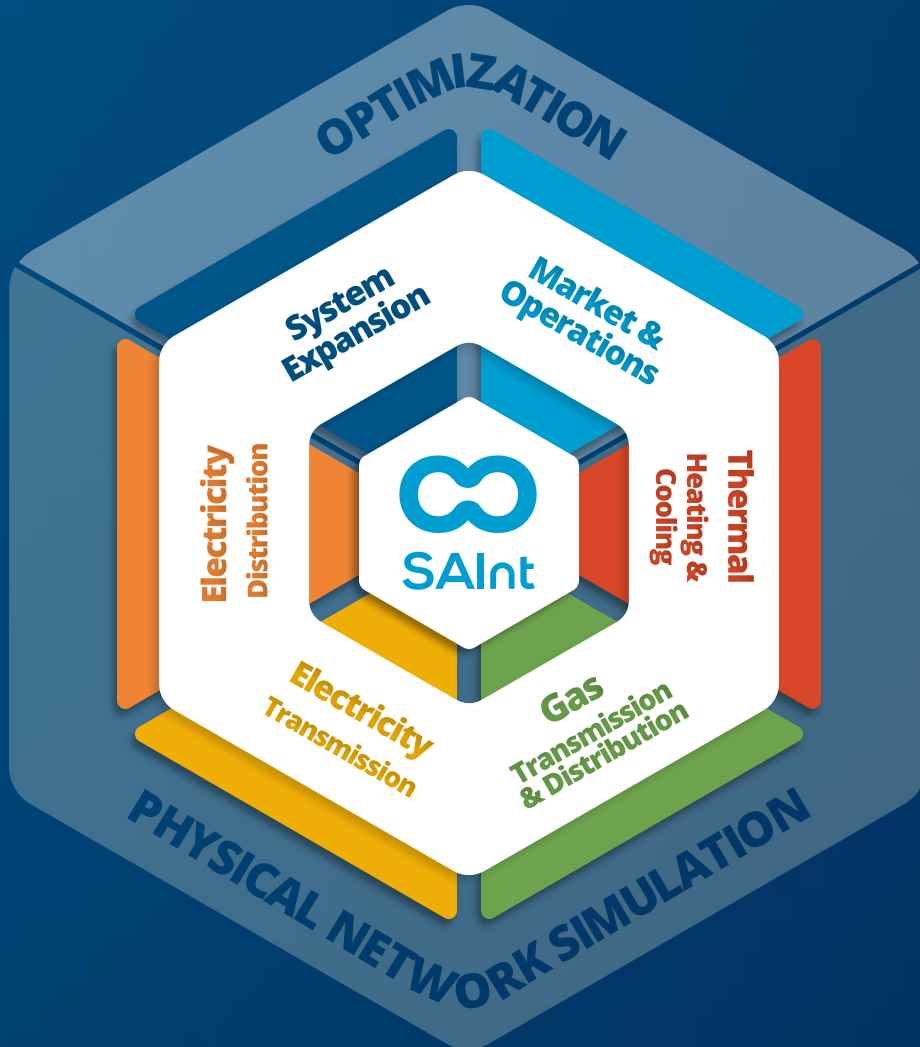 OPTIMIZATION
System
Expansion
Market &
Operations
Electricity
Distribution
Thermal
Heating &
Cooling
SAInt
Electricity
Transmission
Gas
Transmission
& Distribution
PHYSICAL NETWORK SIMULATION